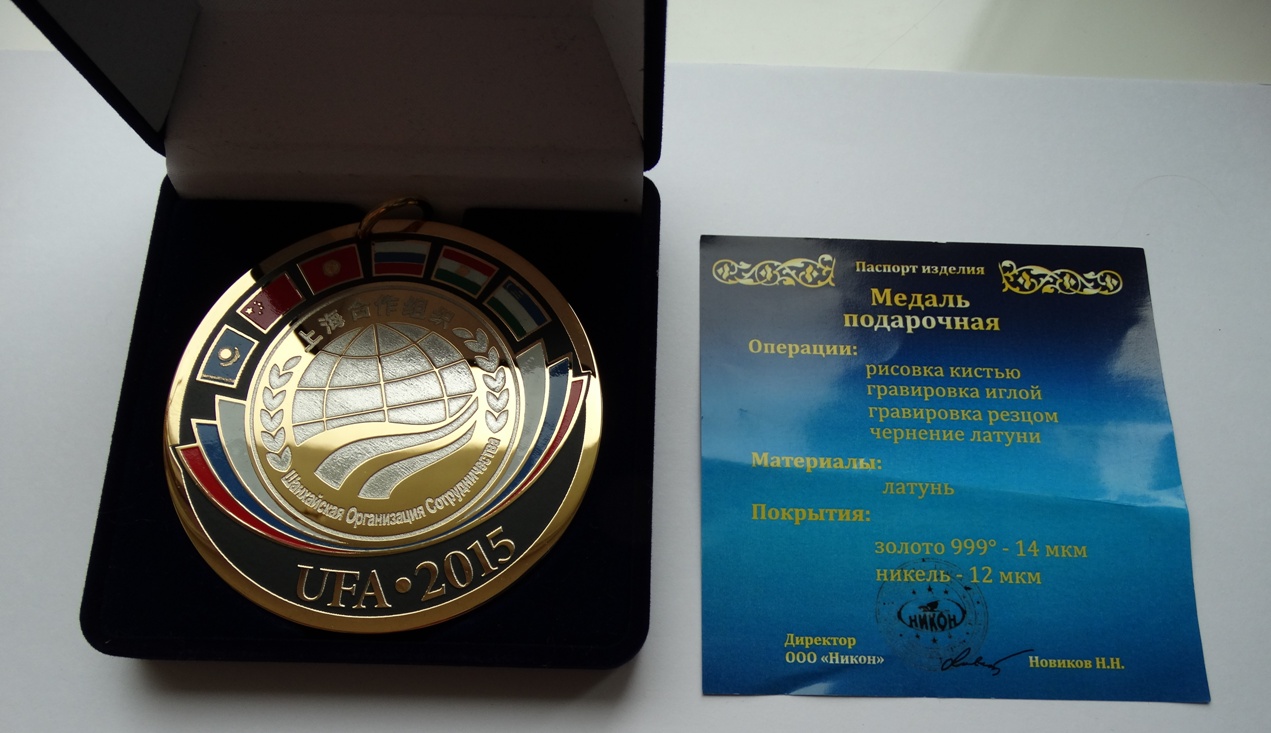 上海合作组织
Шанхайская Организация Сотрудничества
UFA • 2015
Паспорт изделия
Медаль
подарочная
Операции:
рисовка кистью
гравировка иглой
гравировка резцом
чернение латуни
Материалы:
латунь
Покрытия:
золото 999° - 14 мкм
никель - 12 мкм
НИКОН
Директор
ООО «Никон»
Новиков Н.Н.